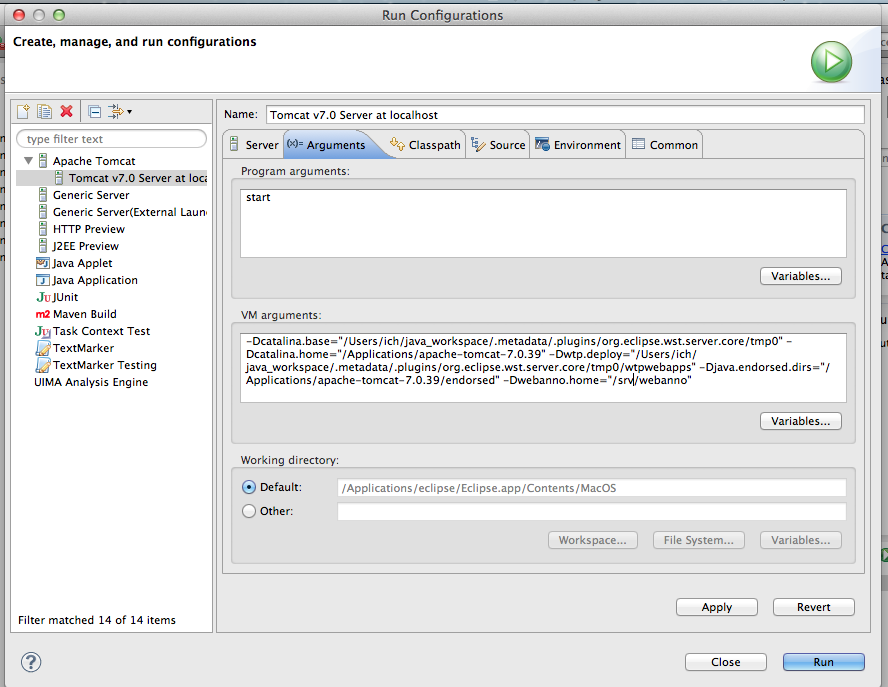 Run Configurations
Create, manage, and run configurations
type filter text
Apache Tomcat
Tomcat v7.0 Server at loca
Generic Server
Generic Server(External Laun
HTTP Preview
J2EE Preview
Java Applet
Java Application
Ju JUnit
m2 Maven Build
Ju Task Context Test
TextMarker
TextMarker Testing
UIMA Analysis Engine
Filter matched 14 of 14 items
Name: Tomcat v7.0 Server at localhost
Server (x)= Arguments Classpath Source Environment Common
Program arguments:
start
Variables...
VM arguments:
-Dcatalina.base="/Users/ich/java_workspace/.metadata/.plugins/org.eclipse.wst.server.core/tmp0" -
Dcatalina.home="/Applications/apache-tomcat-7.0.39" -Dwtp.deploy="/Users/ich/
java_workspace/.metadata/.plugins/org.eclipse.wst.server.core/tmp0/wtpwebapps" -Djava.endorsed.dirs="/
Applications/apache-tomcat-7.0.39/endorsed" -Dwebanno.home="/srv/webanno"
Variables...
Working directory:
Default: /Applications/eclipse/Eclipse.app/Contents/MacOS
Other:
Workspace... File System... Variables...
Apply Revert
? Close Run